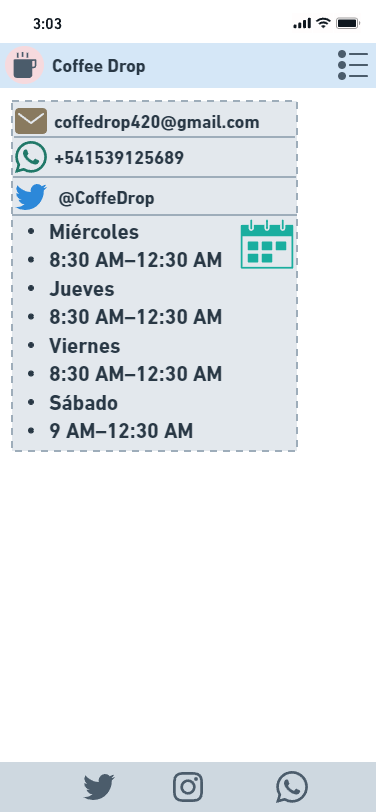 3:03
Coffee Drop
coffedrop420@gmail.com
+541539125689
@CoffeDrop
• Miércoles
• 8:30 AM–12:30 AM
• Jueves
• 8:30 AM–12:30 AM
• Viernes
• 8:30 AM–12:30 AM
• Sábado
• 9 AM–12:30 AM